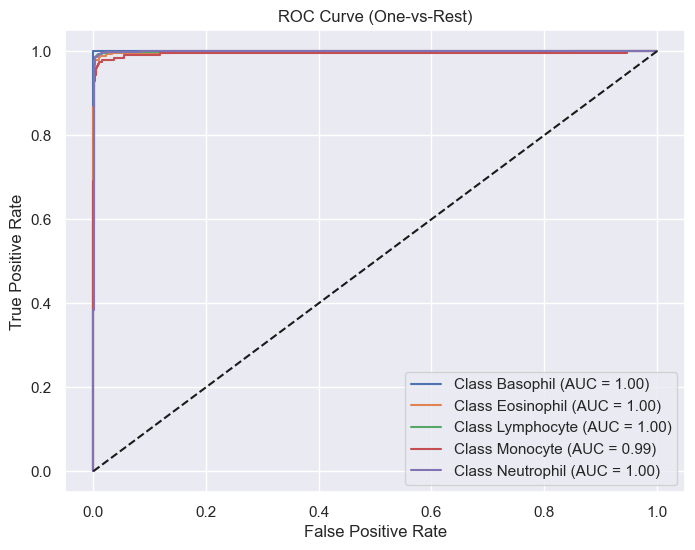 ROC Curve (One-vs-Rest)
True Positive Rate
1.0
0.8
0.6
0.4
0.2
0.0
Class Basophil (AUC = 1.00)
Class Eosinophil (AUC = 1.00)
Class Lymphocyte (AUC = 1.00)
Class Monocyte (AUC = 0.99)
Class Neutrophil (AUC = 1.00)
0.0 0.2 0.4 0.6 0.8 1.0
False Positive Rate